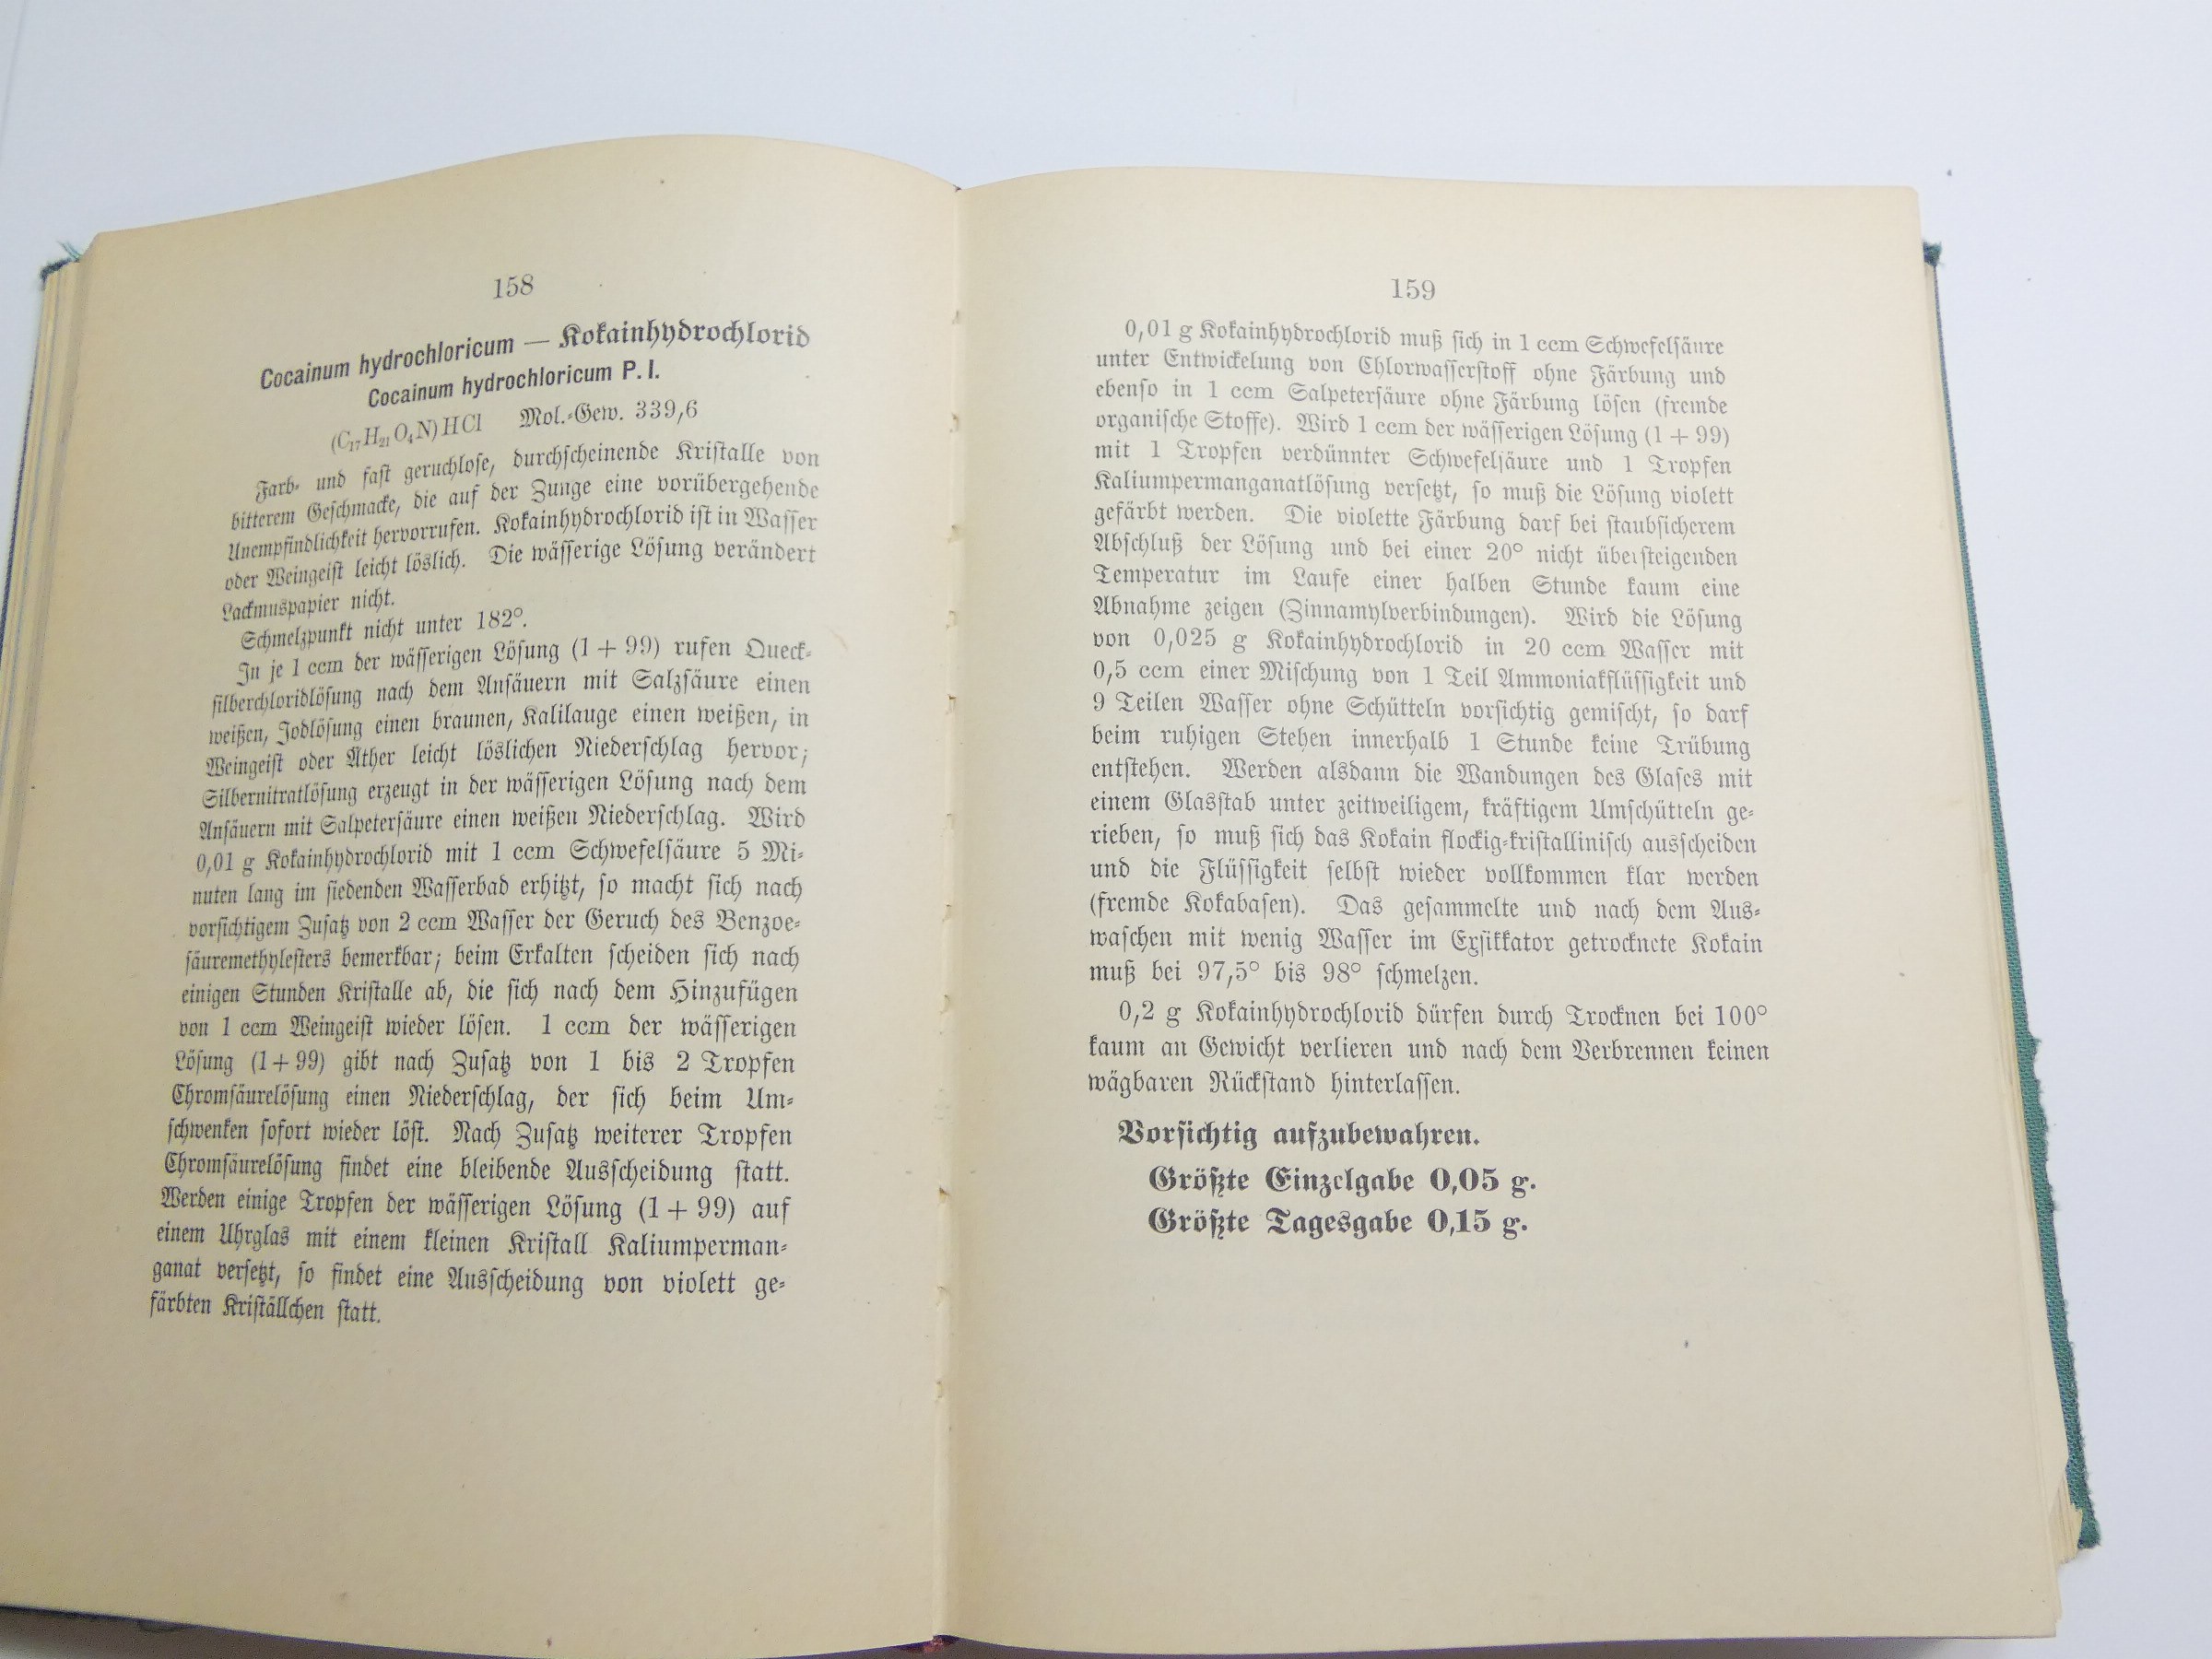 158
Cocainum hydrochloricum — Kokainhydrochlorid
Cocainum hydrochloricum P. I.
(C₁₇H₂₁O₄N)HCl Mol.-Gew. 339,6
Farb- und fast geruchlose, durchscheinende Kristalle von
bitterem Geschmacke, die auf der Zunge eine vorübergehende
Unempfindlichkeit hervorrufen. Kokainhydrochlorid ist in Wasser
oder Weingeist leicht löslich. Die wässerige Lösung verändert
Lackmuspapier nicht.
Schmelzpunkt nicht unter 182°.
In je 1 ccm der wässerigen Lösung (1 + 99) rufen Queck-
silberchloridlösung nach dem Ansäuern mit Salzsäure einen
weißen, Jodlösung einen braunen, Kalilauge einen weißen, in
Weingeist oder Äther leicht löslichen Niederschlag hervor;
Silbernitratlösung erzeugt in der wässerigen Lösung nach dem
Ansäuern mit Salpetersäure einen weißen Niederschlag. Wird
0,01 g Kokainhydrochlorid mit 1 ccm Schwefelsäure 5 Mi-
nuten lang im siedenden Wasserbad erhitzt, so macht sich nach
vorsichtigem Zusatz von 2 ccm Wasser der Geruch des Benzoe-
säuremethylesters bemerkbar; beim Erkalten scheiden sich nach
einigen Stunden Kristalle ab, die sich nach dem Hinzufügen
von 1 ccm Weingeist wieder lösen. 1 ccm der wässerigen
Lösung (1 + 99) gibt nach Zusatz von 1 bis 2 Tropfen
Chromsäurelösung einen Niederschlag, der sich beim Um-
schwenken sofort wieder löst. Nach Zusatz weiterer Tropfen
Chromsäurelösung findet eine bleibende Ausscheidung statt.
Werden einige Tropfen der wässerigen Lösung (1 + 99) auf
einem Uhrglas mit einem kleinen Kristall Kaliumperman-
ganat versetzt, so findet eine Ausscheidung von violett ge-
färbten Kriställchen statt.
159
0,01 g Kokainhydrochlorid muß sich in 1 ccm Schwefelsäure
unter Entwickelung von Chlorwasserstoff ohne Färbung und
ebenso in 1 ccm Salpetersäure ohne Färbung lösen (fremde
organische Stoffe). Wird 1 ccm der wässerigen Lösung (1 + 99)
mit 1 Tropfen verdünnter Schwefelsäure und 1 Tropfen
Kaliumpermanganatlösung versetzt, so muß die Lösung violett
gefärbt werden. Die violette Färbung darf bei staubsicherem
Abschluß der Lösung und bei einer 20° nicht übersteigenden
Temperatur im Laufe einer halben Stunde kaum eine
Abnahme zeigen (Zinnamylverbindungen). Wird die Lösung
von 0,025 g Kokainhydrochlorid in 20 ccm Wasser mit
0,5 ccm einer Mischung von 1 Teil Ammoniakflüssigkeit und
9 Teilen Wasser ohne Schütteln vorsichtig gemischt, so darf
beim ruhigen Stehen innerhalb 1 Stunde keine Trübung
entstehen. Werden alsdann die Wandungen des Glases mit
einem Glasstab unter zeitweiligem, kräftigem Umschütteln ge-
rieben, so muß sich das Kokain flockig-kristallinisch ausscheiden
und die Flüssigkeit selbst wieder vollkommen klar werden
(fremde Kokabasen). Das gesammelte und nach dem Aus-
waschen mit wenig Wasser im Exsikkator getrocknete Kokain
muß bei 97,5° bis 98° schmelzen.
0,2 g Kokainhydrochlorid dürfen durch Trocknen bei 100°
kaum an Gewicht verlieren und nach dem Verbrennen keinen
wägbaren Rückstand hinterlassen.
Vorsichtig aufzubewahren.
Größte Einzelgabe 0,05 g.
Größte Tagesgabe 0,15 g.